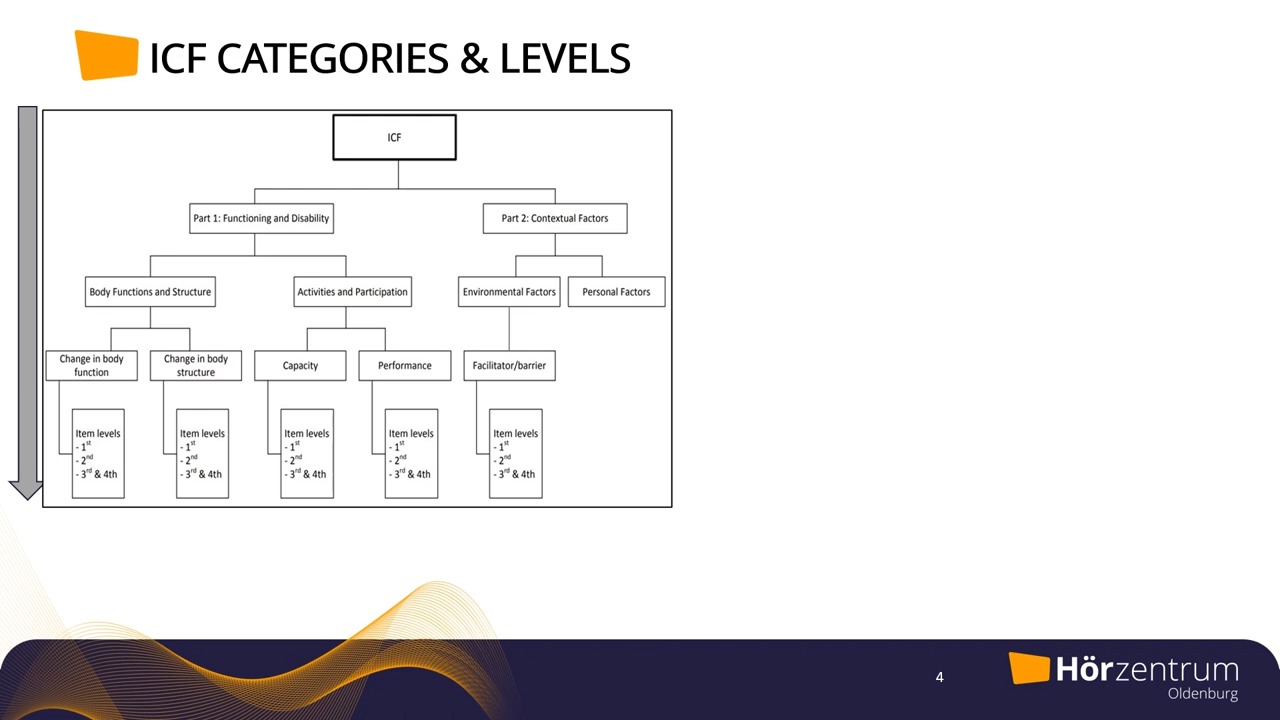 ICF CATEGORIES & LEVELS
ICF
Part 1: Functioning and Disability
Part 2: Contextual Factors
Body Functions and Structure
Activities and Participation
Environmental Factors
Personal Factors
Change in body
function
Change in body
structure
Capacity
Performance
Facilitator/barrier
Item levels
- 1st
- 2nd
- 3rd & 4th
Item levels
- 1st
- 2nd
- 3rd & 4th
Item levels
- 1st
- 2nd
- 3rd & 4th
Item levels
- 1st
- 2nd
- 3rd & 4th
Item levels
- 1st
- 2nd
- 3rd & 4th
4
Hörzentrum
Oldenburg